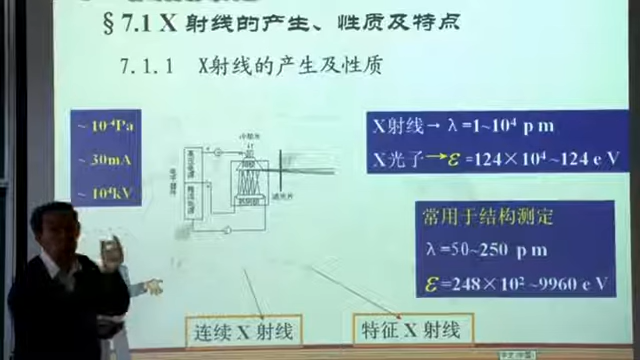 §7.1 X 射线的产生、性质及特点
7.1.1 X射线的产生及性质
~ 10⁻⁴Pa
~ 30mA
~ 10⁴kV
X射线→ λ=1~10⁴ p m
X光子→ε =124×10⁴~124 e V
常用于结构测定
λ=50~250 p m
ε=248×10² ~9960 e V
连续 X 射线
特征 X 射线